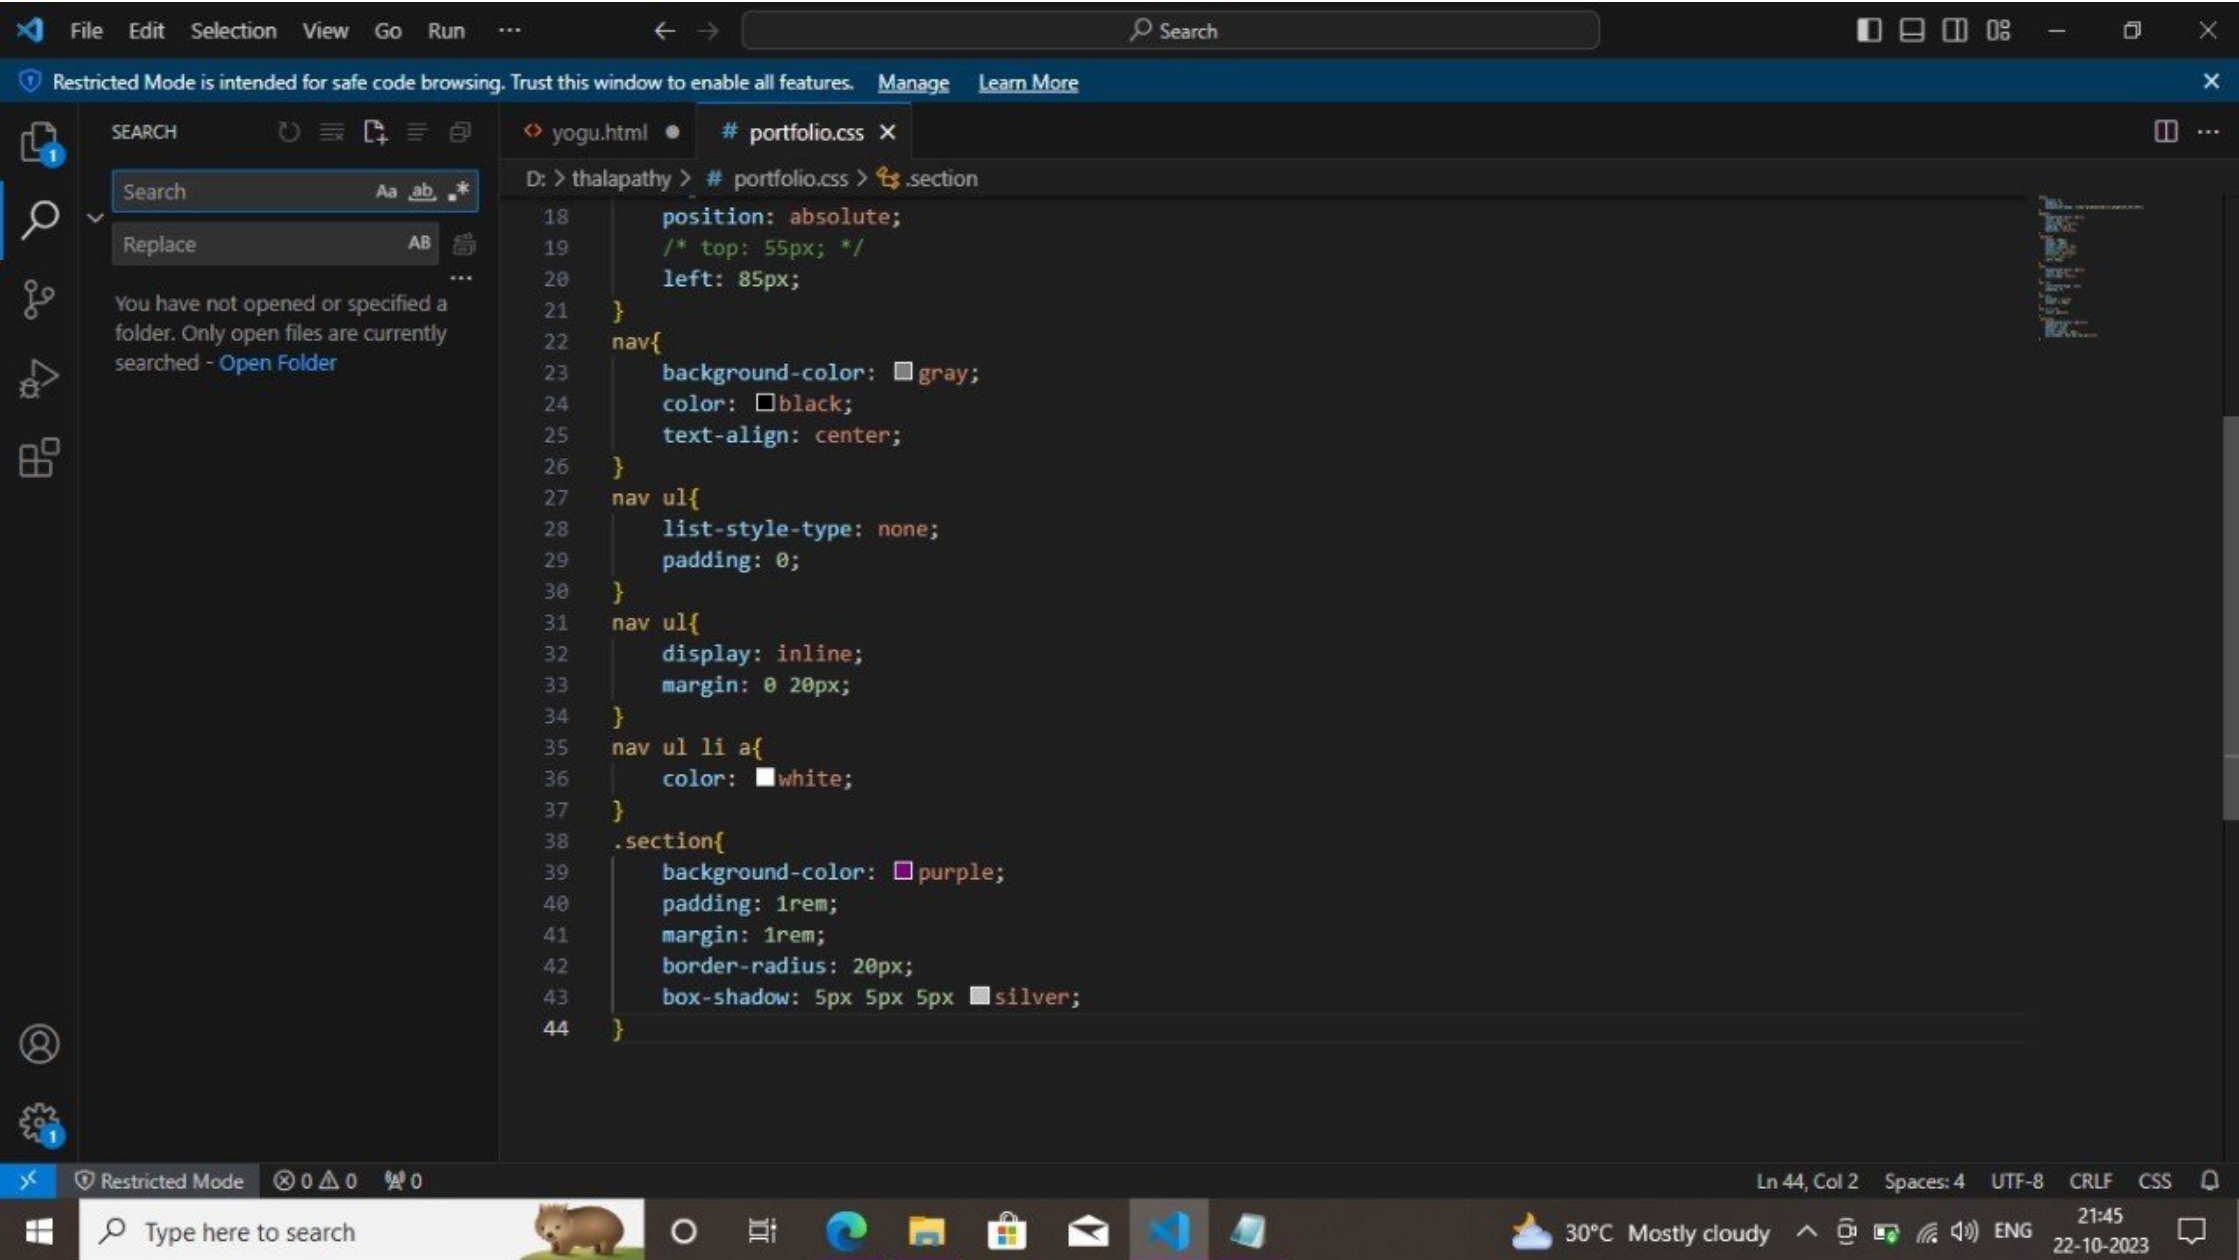 File Edit Selection View Go Run ··· Search
Restricted Mode is intended for safe code browsing. Trust this window to enable all features. Manage Learn More
SEARCH
Search Aa ab .*
Replace AB
···
You have not opened or specified a
folder. Only open files are currently
searched - Open Folder
1
1
<> yogu.html ● # portfolio.css ×
D: > thalapathy > # portfolio.css > .section
18 position: absolute;
19 /* top: 55px; */
20 left: 85px;
21 }
22 nav{
23 background-color: gray;
24 color: black;
25 text-align: center;
26 }
27 nav ul{
28 list-style-type: none;
29 padding: 0;
30 }
31 nav ul{
32 display: inline;
33 margin: 0 20px;
34 }
35 nav ul li a{
36 color: white;
37 }
38 .section{
39 background-color: purple;
40 padding: 1rem;
41 margin: 1rem;
42 border-radius: 20px;
43 box-shadow: 5px 5px 5px silver;
44 }
Restricted Mode 0 0 0 Ln 44, Col 2 Spaces: 4 UTF-8 CRLF CSS
Type here to search 30°C Mostly cloudy ENG 21:45
22-10-2023